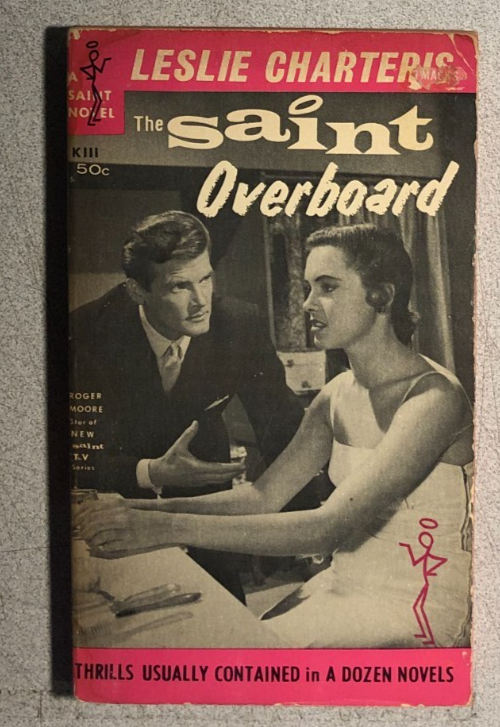 LESLIE CHARTERIS
A
SAINT
NOVEL
The saint
K111
50c
Overboard
ROGER
MOORE
Star of
NEW
saint
T.V
Series
THRILLS USUALLY CONTAINED in A DOZEN NOVELS